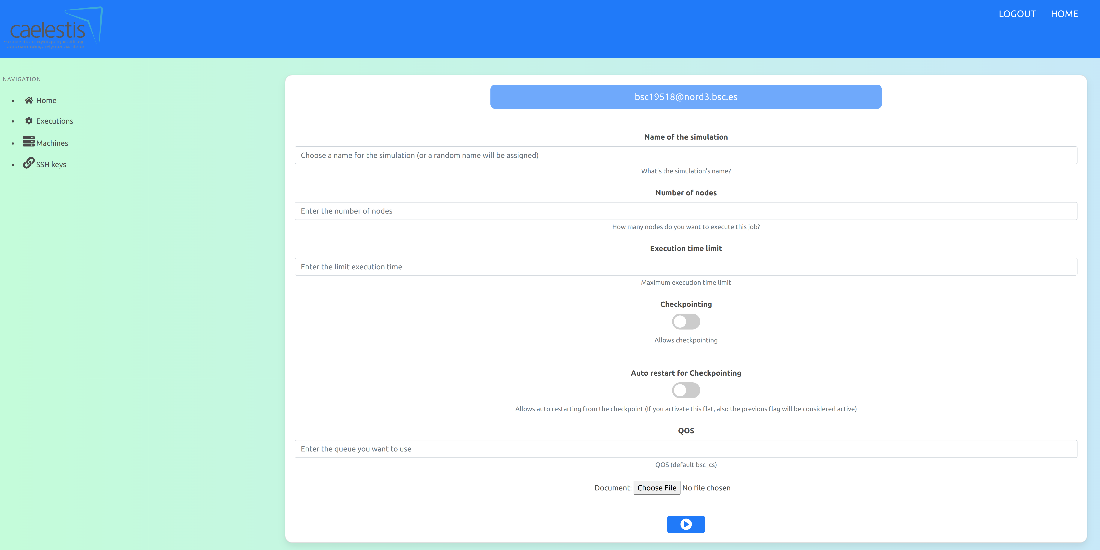 caelestis
LOGOUT HOME
NAVIGATION
Home
Executions
Machines
SSH keys
bsc19518@nord3.bsc.es
Name of the simulation
Choose a name for the simulation (or a random name will be assigned)
What's the simulation's name?
Number of nodes
Enter the number of nodes
How many nodes do you want to execute this job?
Execution time limit
Enter the limit execution time
Maximum execution time limit
Checkpointing
Allows checkpointing
Auto restart for Checkpointing
Allows auto restarting from the checkpoint (if you activate this flat, also the previous flag will be considered active)
QOS
Enter the queue you want to use
QOS (default bsc_cs)
Document: Choose File No file chosen